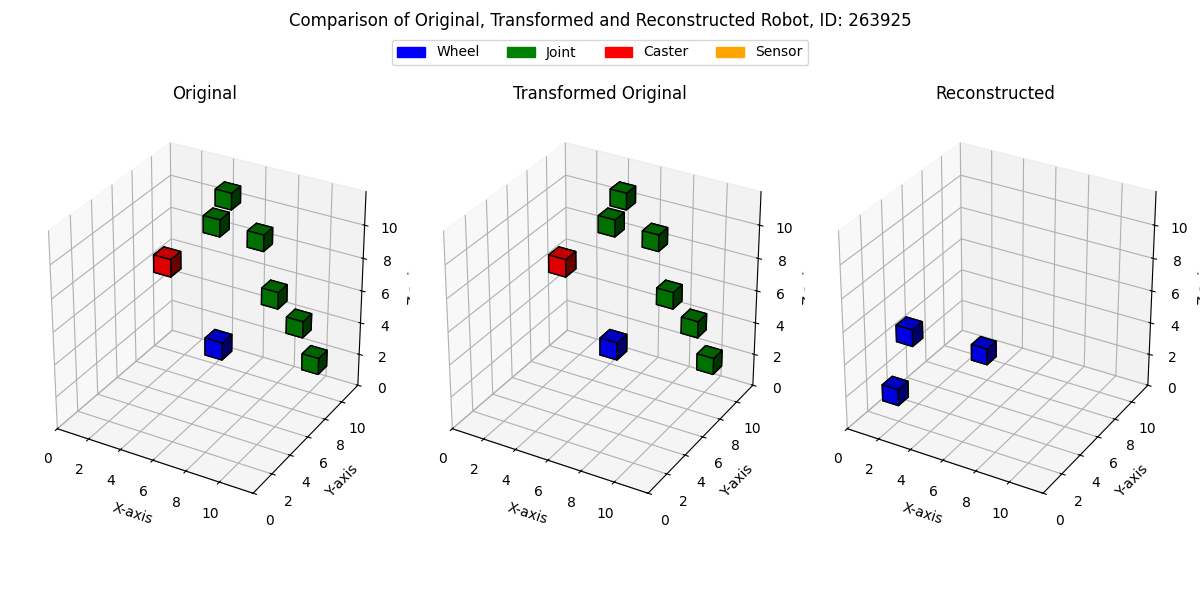 Comparison of Original, Transformed and Reconstructed Robot, ID: 263925
Wheel Joint Caster Sensor
Original Transformed Original Reconstructed
10 10 10
8 8 8
6 6 6
4 4 4
2 2 2
0 0 0
0 2 4 6 8 10 0 2 4 6 8 10 0 2 4 6 8 10
0 2 4 6 8 10 0 2 4 6 8 10 0 2 4 6 8 10
X-axis Y-axis X-axis Y-axis X-axis Y-axis